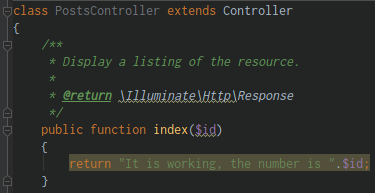 class PostsController extends Controller
{
/**
* Display a listing of the resource.
*
* @return \Illuminate\Http\Response
*/
public function index($id)
{
return "It is working, the number is ".$id;
}